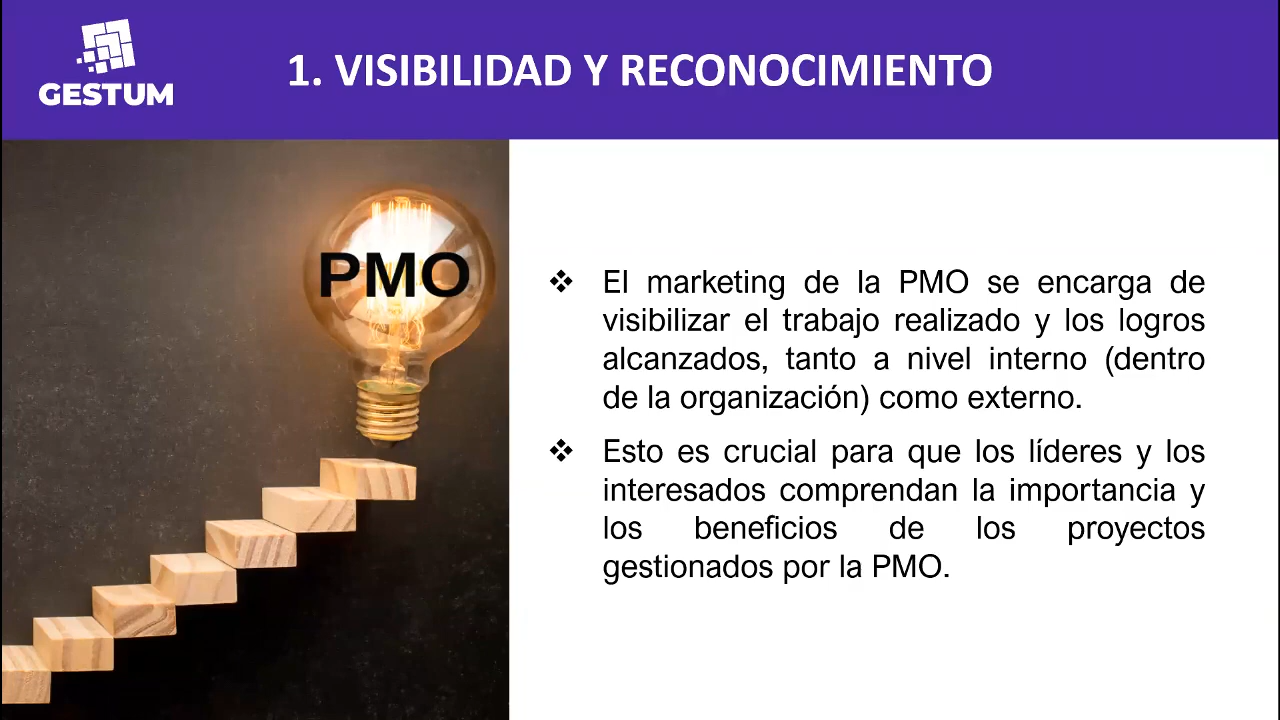 GESTUM
1. VISIBILIDAD Y RECONOCIMIENTO
PMO
❖ El marketing de la PMO se encarga de
visibilizar el trabajo realizado y los logros
alcanzados, tanto a nivel interno (dentro
de la organización) como externo.
❖ Esto es crucial para que los líderes y los
interesados comprendan la importancia y
los beneficios de los proyectos
gestionados por la PMO.